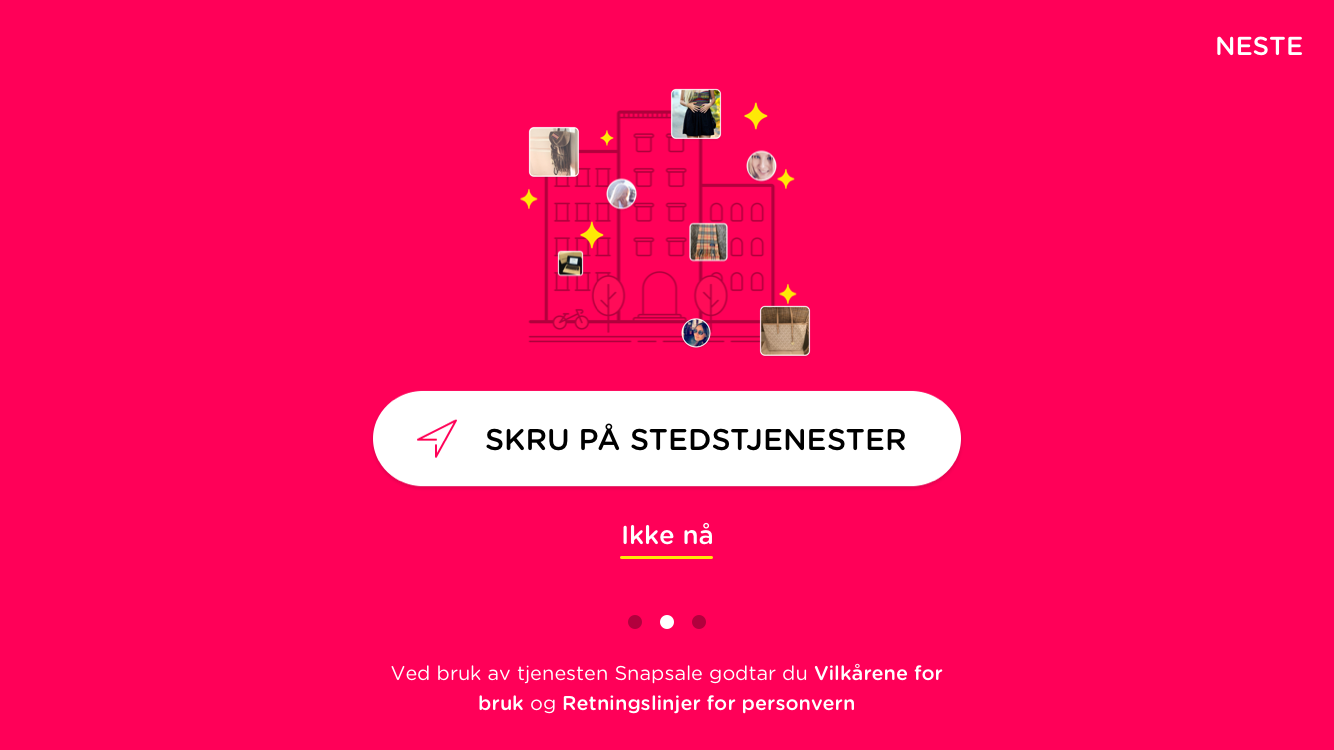 NESTE
SKRU PÅ STEDSTJENESTER
Ikke nå
Ved bruk av tjenesten Snapsale godtar du Vilkårene for
bruk og Retningslinjer for personvern